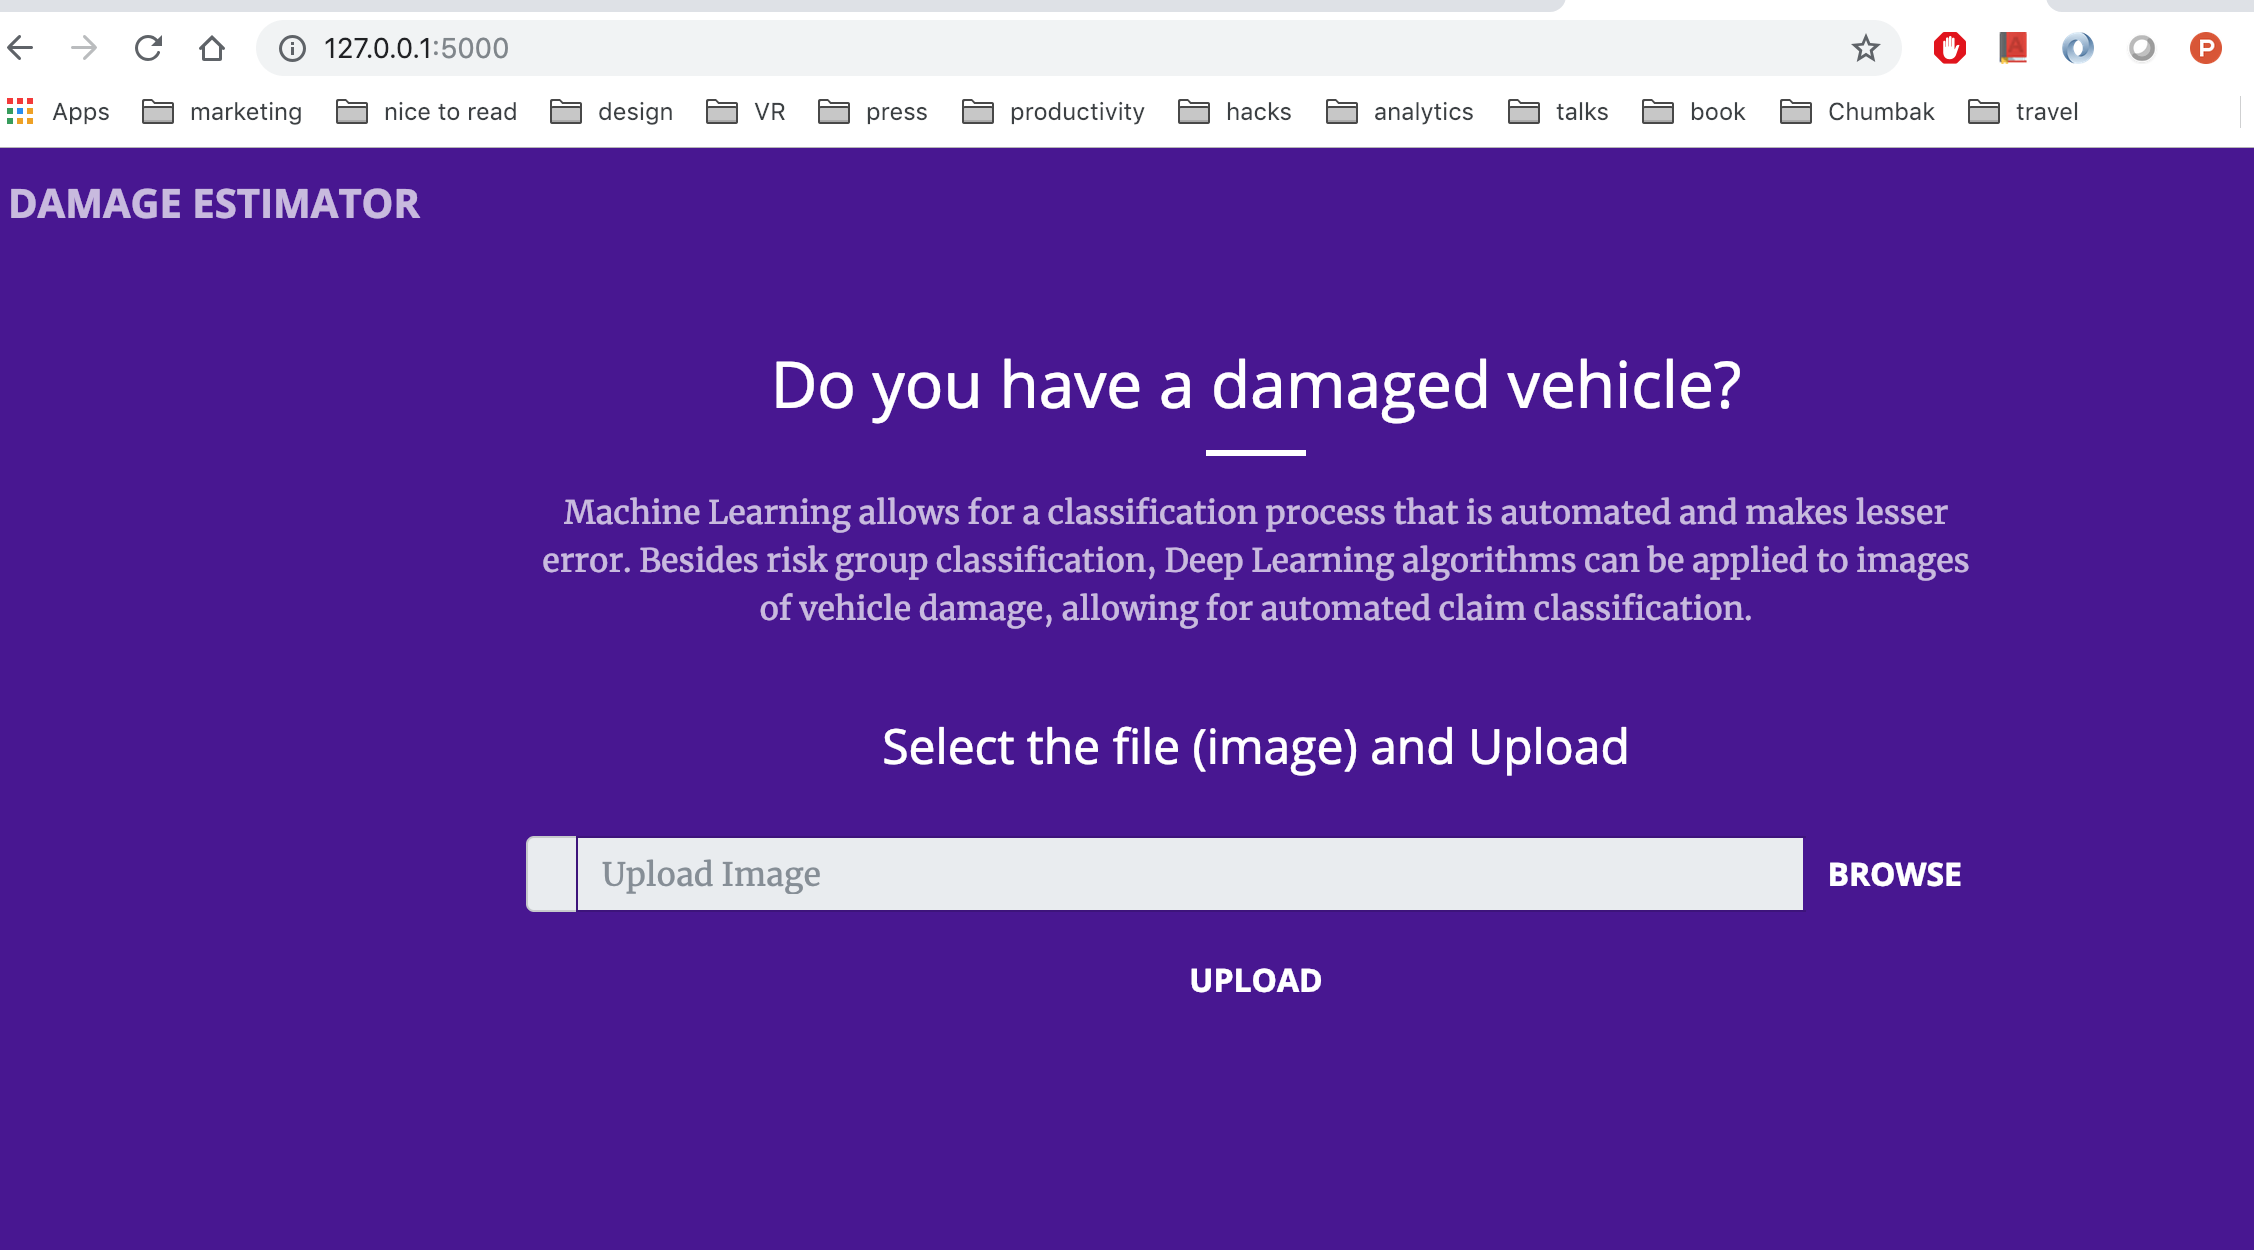 127.0.0.1:5000
Apps marketing nice to read design VR press productivity hacks analytics talks book Chumbak travel
DAMAGE ESTIMATOR
Do you have a damaged vehicle?
Machine Learning allows for a classification process that is automated and makes lesser
error. Besides risk group classification, Deep Learning algorithms can be applied to images
of vehicle damage, allowing for automated claim classification.
Select the file (image) and Upload
Upload Image BROWSE
UPLOAD